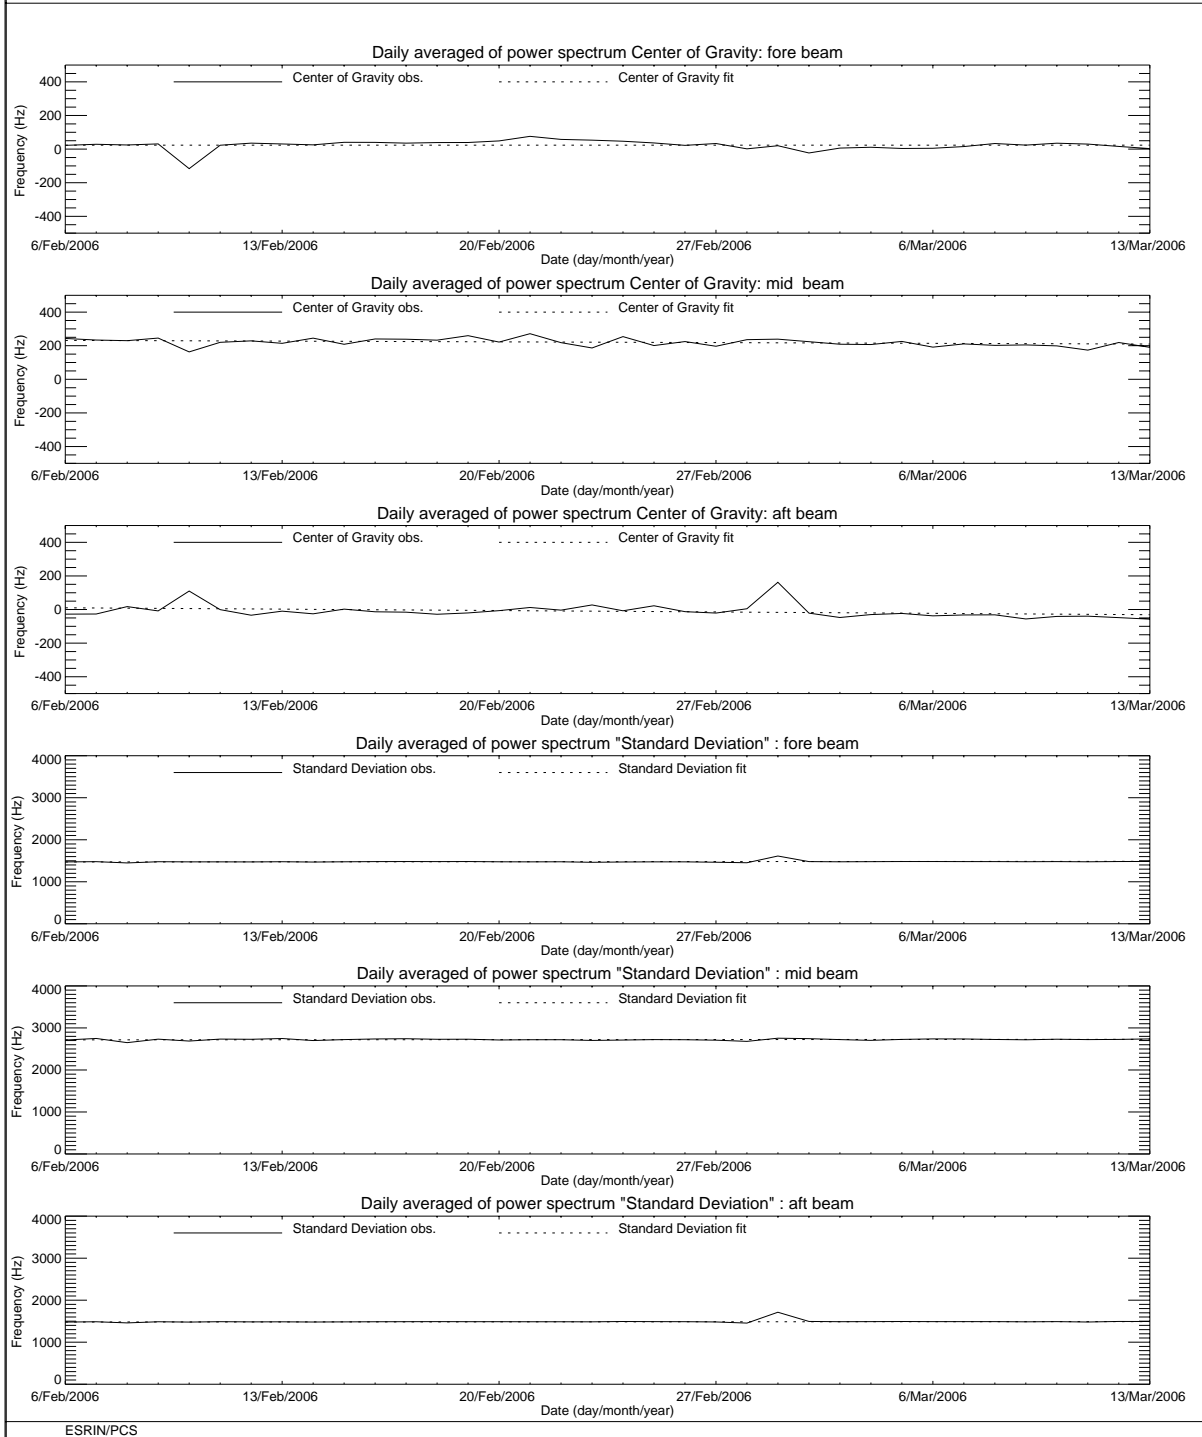 Daily averaged of power spectrum Center of Gravity: fore beam
Center of Gravity obs. Center of Gravity fit
Frequency (Hz)
400
200
0
-200
-400
6/Feb/2006 13/Feb/2006 20/Feb/2006 27/Feb/2006 6/Mar/2006 13/Mar/2006
Date (day/month/year)
Daily averaged of power spectrum Center of Gravity: mid beam
Center of Gravity obs. Center of Gravity fit
Frequency (Hz)
400
200
0
-200
-400
6/Feb/2006 13/Feb/2006 20/Feb/2006 27/Feb/2006 6/Mar/2006 13/Mar/2006
Date (day/month/year)
Daily averaged of power spectrum Center of Gravity: aft beam
Center of Gravity obs. Center of Gravity fit
Frequency (Hz)
400
200
0
-200
-400
6/Feb/2006 13/Feb/2006 20/Feb/2006 27/Feb/2006 6/Mar/2006 13/Mar/2006
Date (day/month/year)
Daily averaged of power spectrum "Standard Deviation" : fore beam
Standard Deviation obs. Standard Deviation fit
Frequency (Hz)
4000
3000
2000
1000
0
6/Feb/2006 13/Feb/2006 20/Feb/2006 27/Feb/2006 6/Mar/2006 13/Mar/2006
Date (day/month/year)
Daily averaged of power spectrum "Standard Deviation" : mid beam
Standard Deviation obs. Standard Deviation fit
Frequency (Hz)
4000
3000
2000
1000
0
6/Feb/2006 13/Feb/2006 20/Feb/2006 27/Feb/2006 6/Mar/2006 13/Mar/2006
Date (day/month/year)
Daily averaged of power spectrum "Standard Deviation" : aft beam
Standard Deviation obs. Standard Deviation fit
Frequency (Hz)
4000
3000
2000
1000
0
6/Feb/2006 13/Feb/2006 20/Feb/2006 27/Feb/2006 6/Mar/2006 13/Mar/2006
Date (day/month/year)
ESRIN/PCS